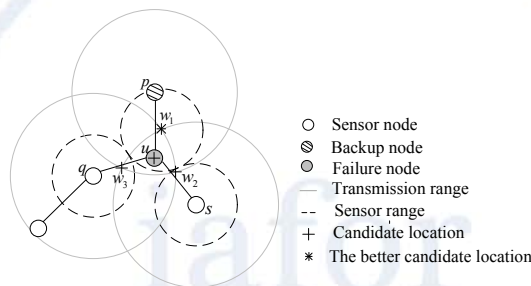 p
w₁
u
q
w₃
w₂
s
Sensor node
Backup node
Failure node
Transmission range
Sensor range
Candidate location
The better candidate location
iafor